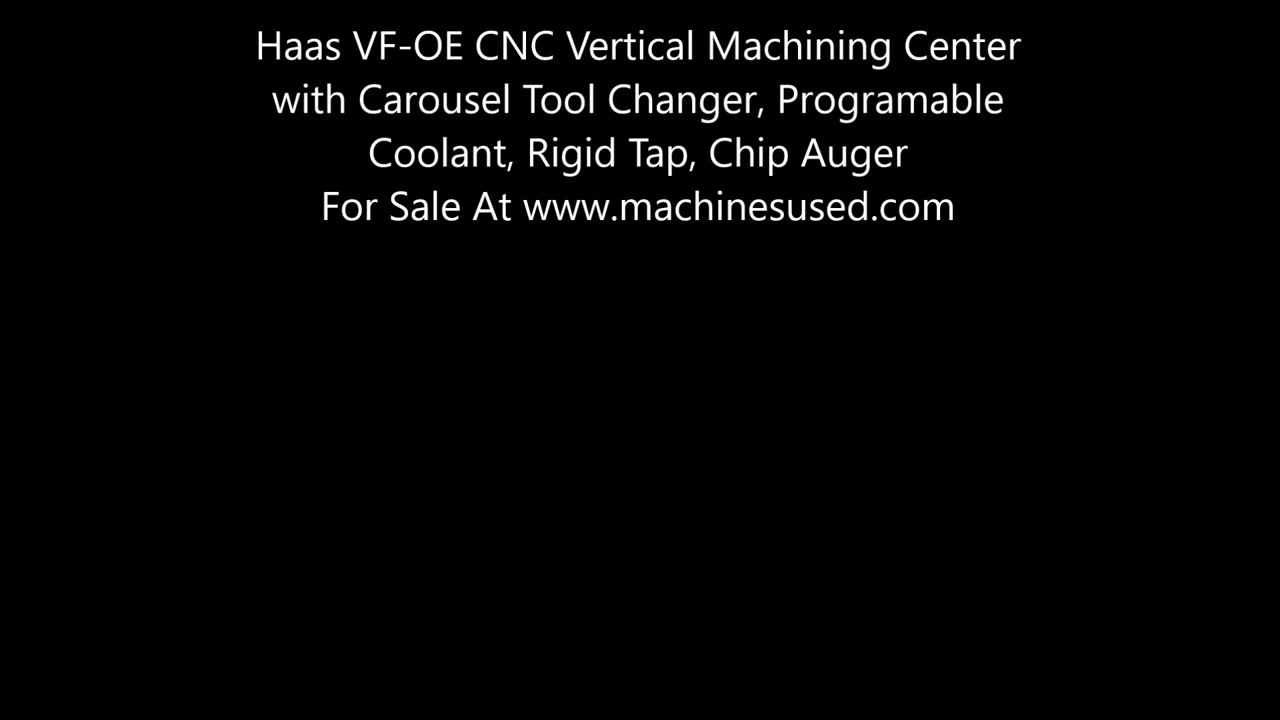 Haas VF-OE CNC Vertical Machining Center
with Carousel Tool Changer, Programable
Coolant, Rigid Tap, Chip Auger
For Sale At www.machinesused.com